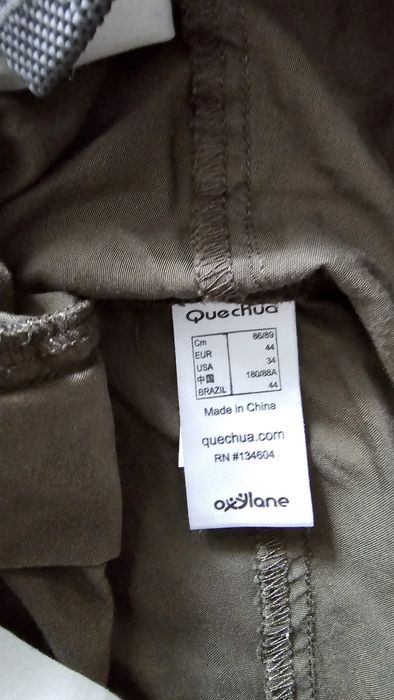 Quechua
Cm 86/89
EUR 44
USA 34
中国 180/88A
BRAZIL 44
Made in China
quechua.com
RN #134604
oxylane